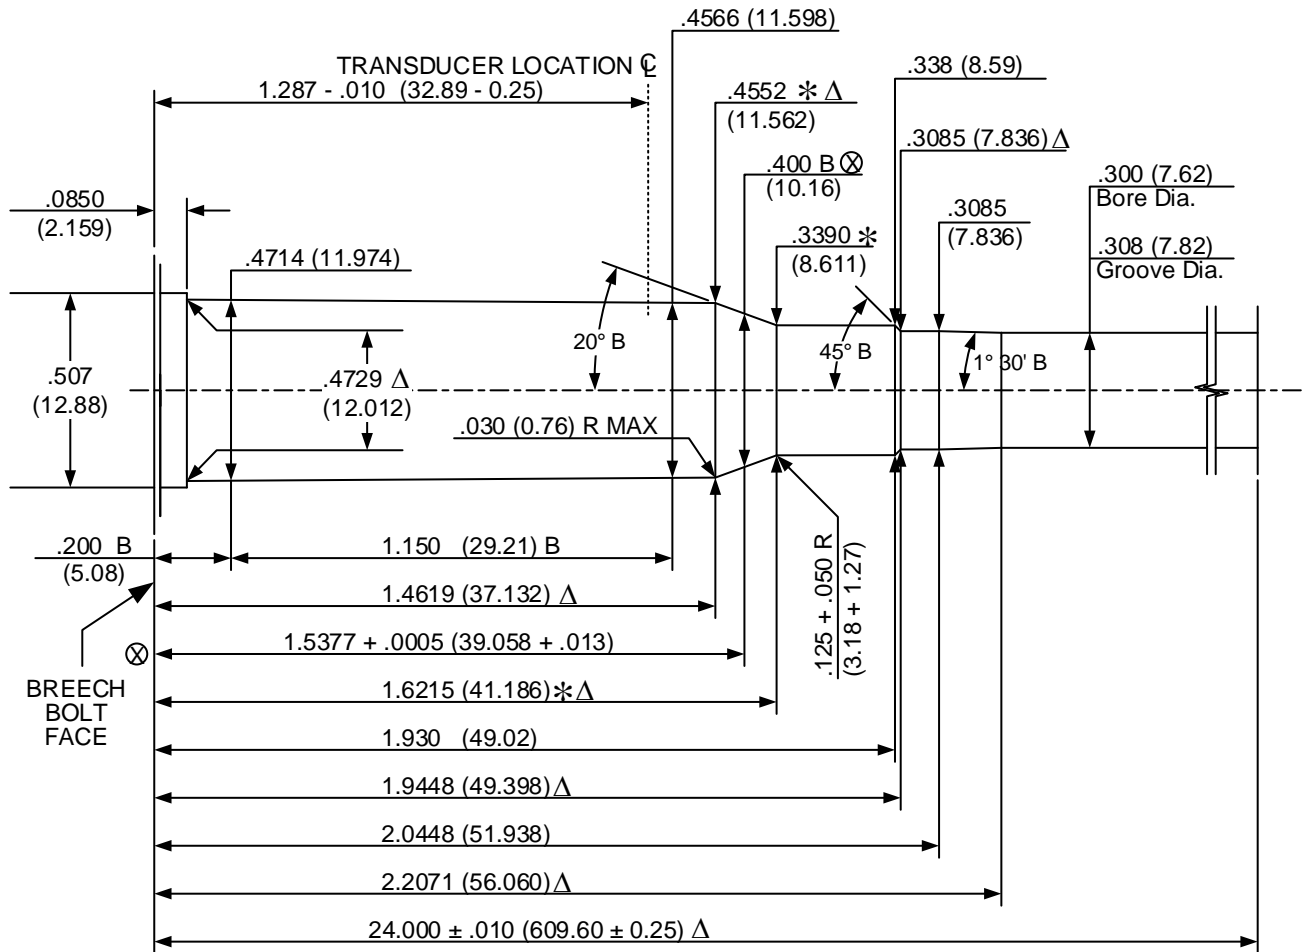 .4566 (11.598)
TRANSDUCER LOCATION ℄
1.287 - .010 (32.89 - 0.25)
.338 (8.59)
.4552 * Δ
(11.562)
.3085 (7.836) Δ
.400 B ⊗
(10.16)
.300 (7.62)
Bore Dia.
.0850
(2.159)
.3085
(7.836)
.3390 *
(8.611)
.4714 (11.974)
.308 (7.82)
Groove Dia.
20° B
45° B
1° 30' B
.507
(12.88)
.4729 Δ
(12.012)
.030 (0.76) R MAX
.200 B
(5.08)
1.150 (29.21) B
.125 + .050 R
(3.18 + 1.27)
1.4619 (37.132) Δ
⊗ 1.5377 + .0005 (39.058 + .013)
BREECH
BOLT
FACE
1.6215 (41.186) * Δ
1.930 (49.02)
1.9448 (49.398) Δ
2.0448 (51.938)
2.2071 (56.060) Δ
24.000 ± .010 (609.60 ± 0.25) Δ